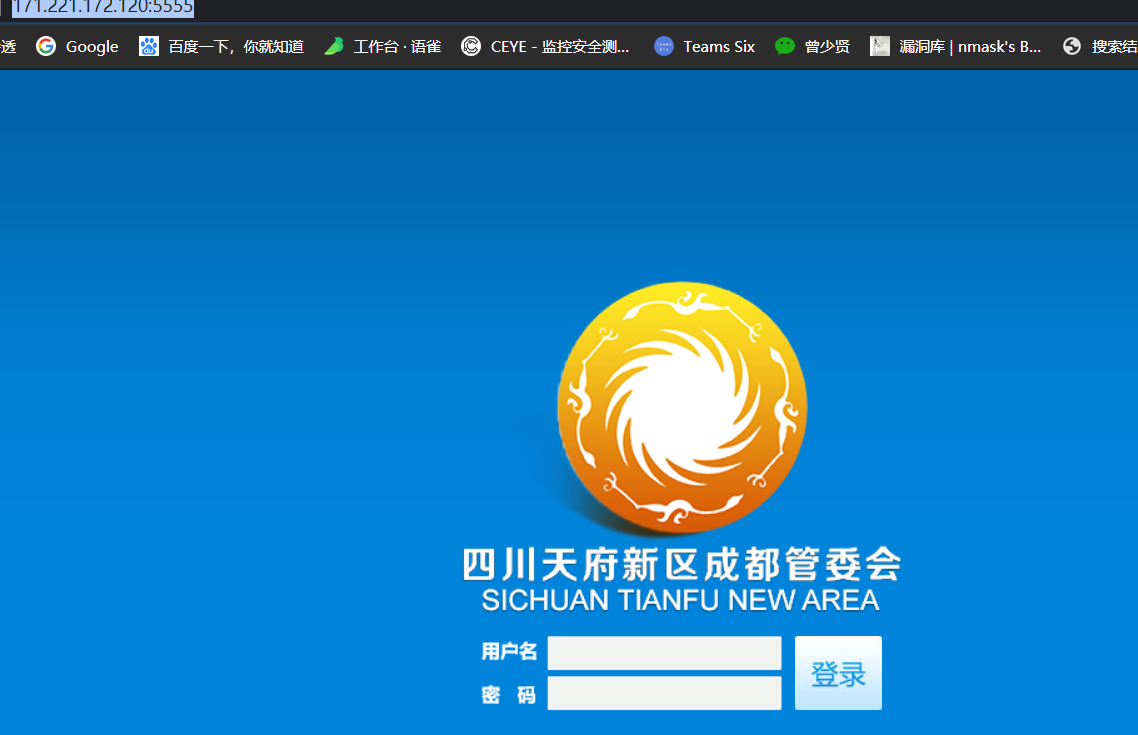 171.221.172.120:5555
透 Google 百度一下，你就知道 工作台 · 语雀 CEYE - 监控安全测... Teams Six 曾少贤 漏洞库 | nmask's B... 搜索结
du
四川天府新区成都管委会
SICHUAN TIANFU NEW AREA
用户名
登录
密 码